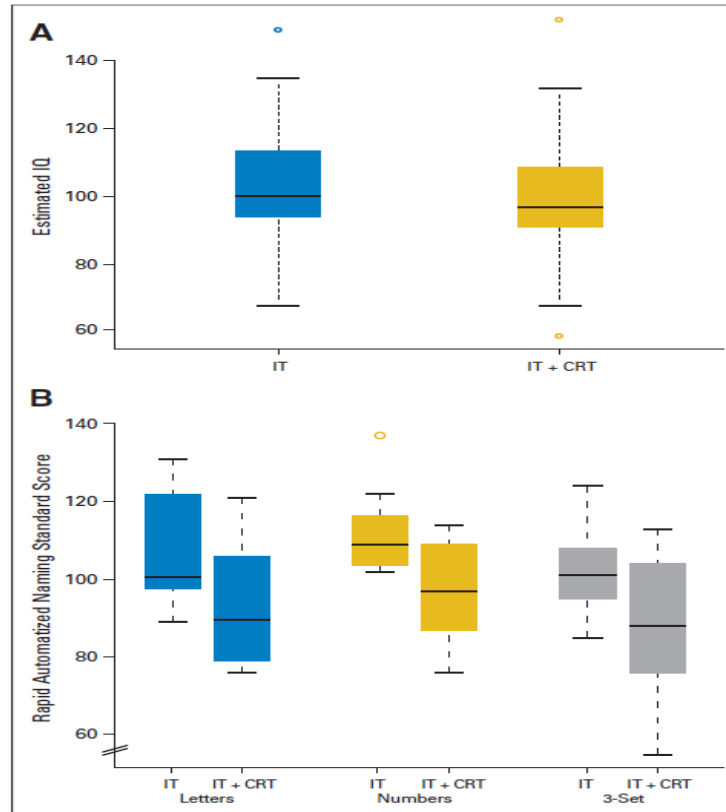 A
140
120
100
80
60
Estimated IQ
IT IT + CRT
B
140
120
100
80
60
Rapid Automatized Naming Standard Score
IT IT + CRT IT IT + CRT IT IT + CRT
Letters Numbers 3-Set